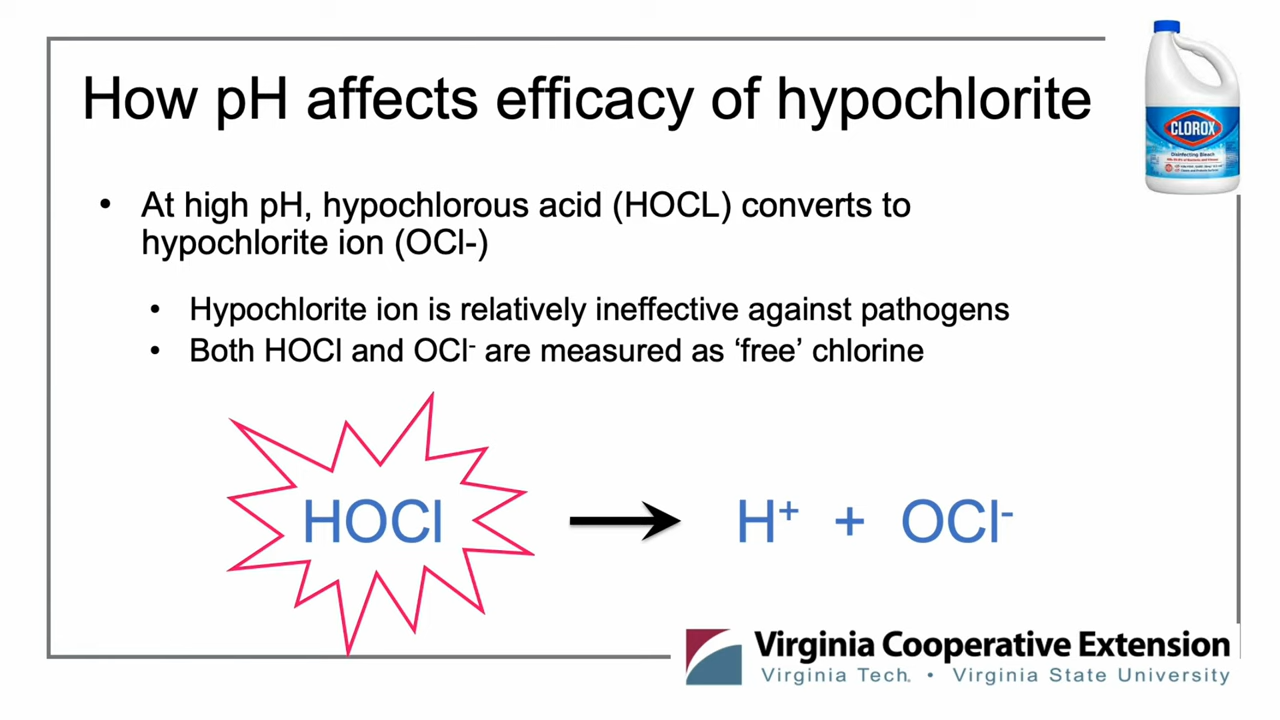 How pH affects efficacy of hypochlorite
CLOROX
Disinfecting Bleach
• At high pH, hypochlorous acid (HOCL) converts to
hypochlorite ion (OCl-)
• Hypochlorite ion is relatively ineffective against pathogens
• Both HOCl and OCl⁻ are measured as ‘free’ chlorine
HOCl
H⁺ + OCl⁻
Virginia Cooperative Extension
Virginia Tech. • Virginia State University